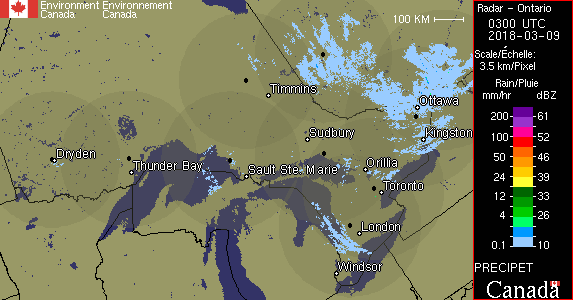 Environment Environnement
Canada Canada
100 KM
Timmins
Ottawa
Sudbury
Kingston
Dryden
Thunder Bay
Sault Ste. Marie
Orillia
Toronto
London
Windsor
Radar - Ontario
0300 UTC
2018-03-09
Scale/Échelle:
3.5 km/Pixel
Rain/Pluie
mm/hr dBZ
200 61
100 52
50 46
24 39
12 33
4 26
0.1 10
PRECIPET
Canada